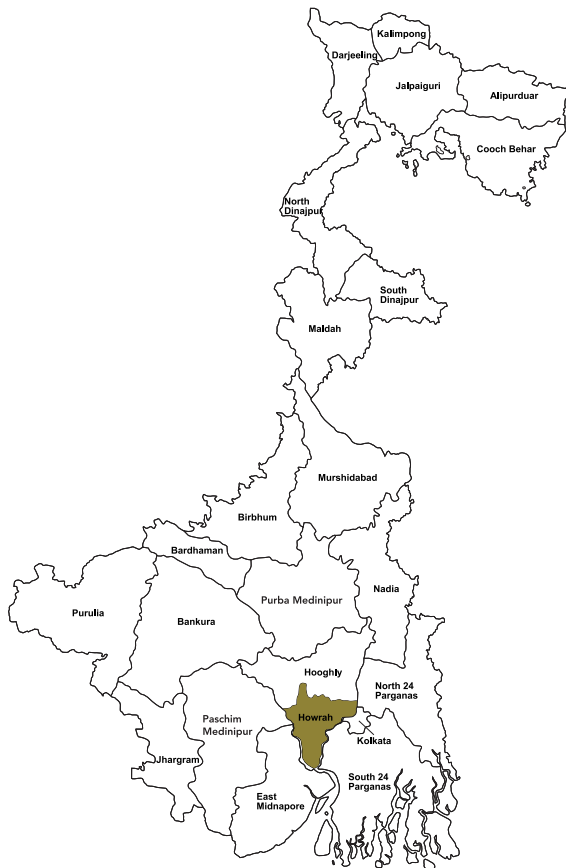 Kalimpong
Darjeeling
Jalpaiguri
Alipurduar
Cooch Behar
North
Dinajpur
South
Dinajpur
Maldah
Murshidabad
Birbhum
Bardhaman
Purba Medinipur
Nadia
Purulia
Bankura
Hooghly
North 24
Parganas
Howrah
Paschim
Medinipur
Kolkata
Jhargram
South 24
Parganas
East
Midnapore